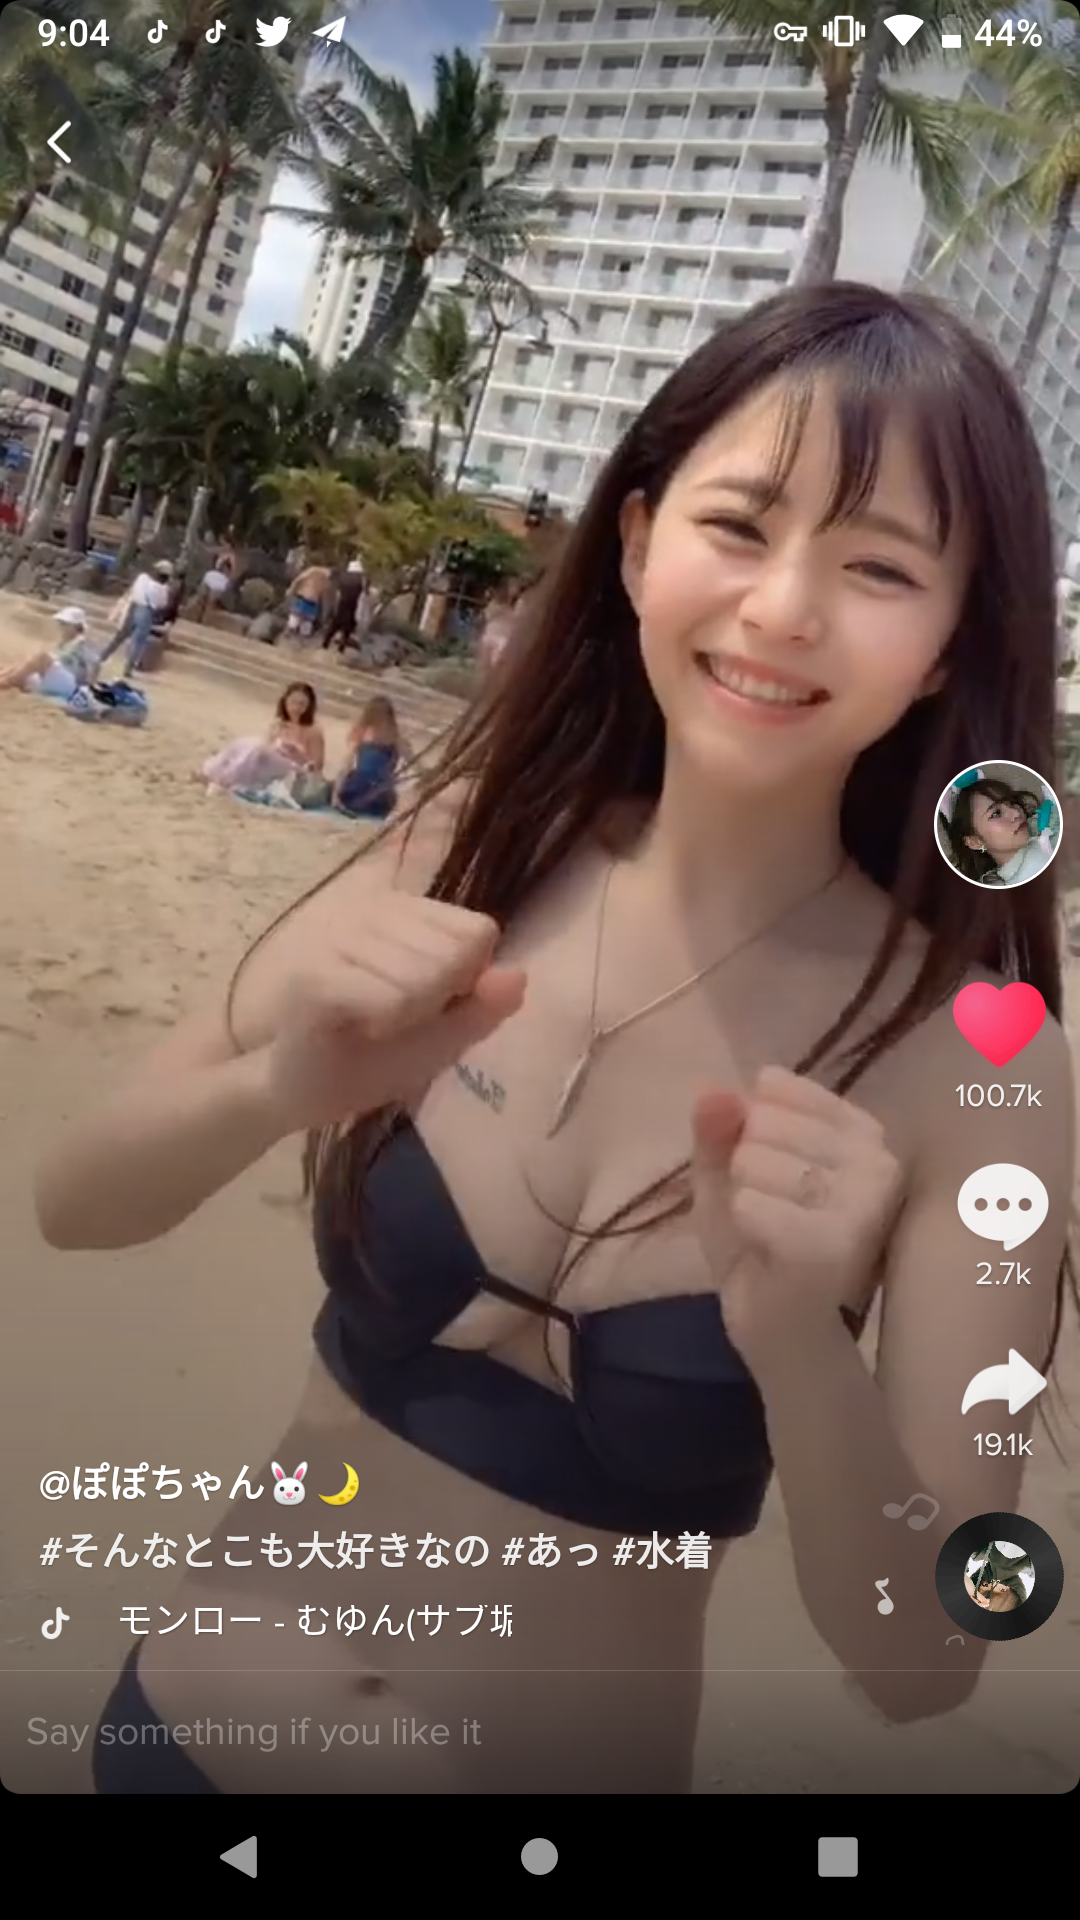 9:04
44%
100.7k
2.7k
19.1k
@ぽぽちゃん🐰🌙
#そんなとこも大好きなの #あっ #水着
モンロー - むゆん(サブ垢
Say something if you like it